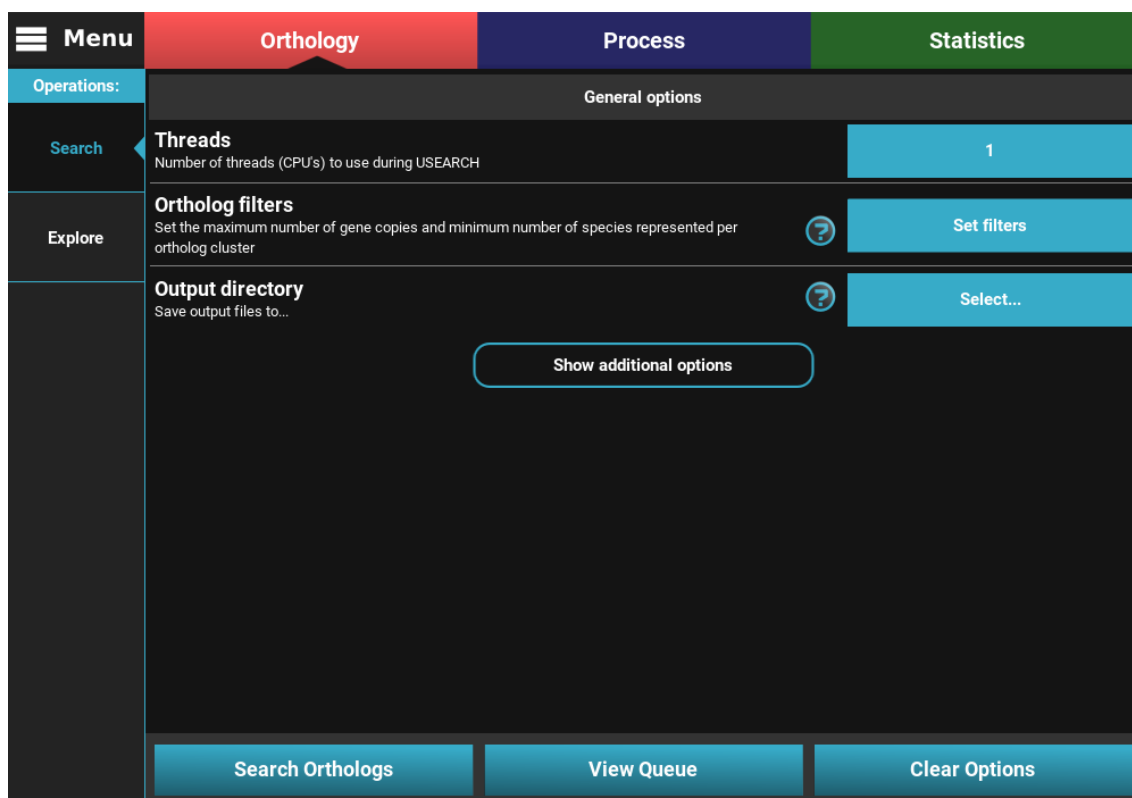 Menu
Orthology
Process
Statistics
Operations:
General options
Search
Threads
Number of threads (CPU's) to use during USEARCH
1
Explore
Ortholog filters
Set the maximum number of gene copies and minimum number of species represented per
ortholog cluster
?
Set filters
Output directory
Save output files to...
?
Select...
Show additional options
Search Orthologs
View Queue
Clear Options